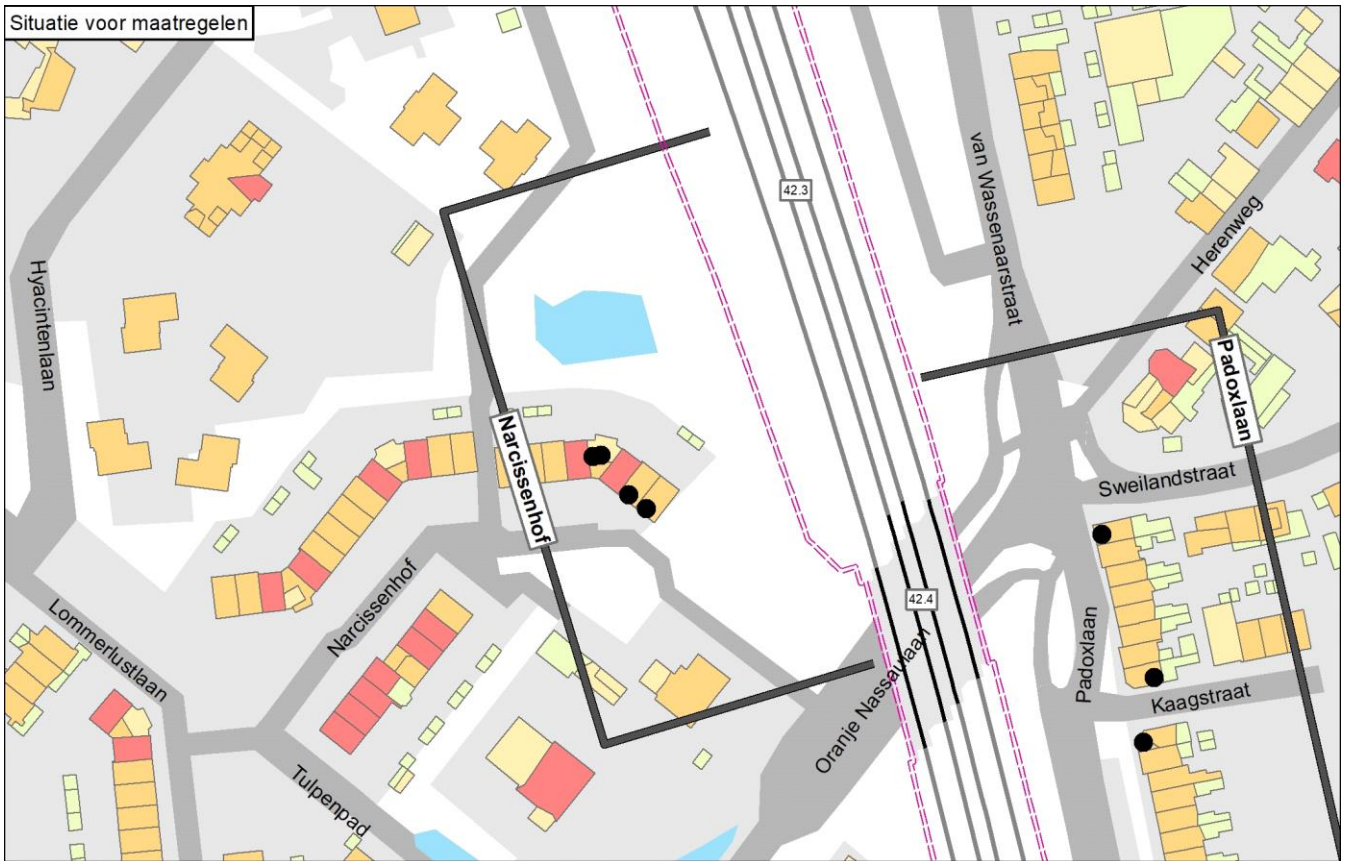 Situatie voor maatregelen
42.3
van Wassenaarstraat
Herenweg
Hyacintenlaan
Padoxlaan
Narcissenhof
Sweilandstraat
42.4
Narcissenhof
Lommerlustlaan
Oranje Nassaulaan
Padoxlaan
Kaagstraat
Tulpenpad